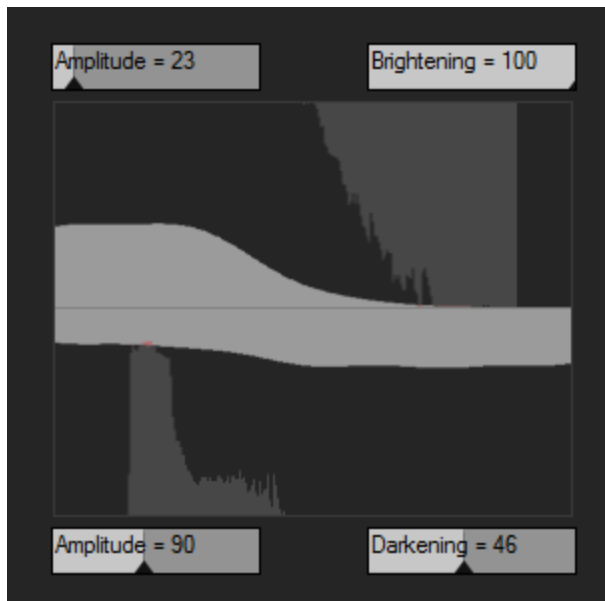 Amplitude = 23
Brightening = 100
Amplitude = 90
Darkening = 46